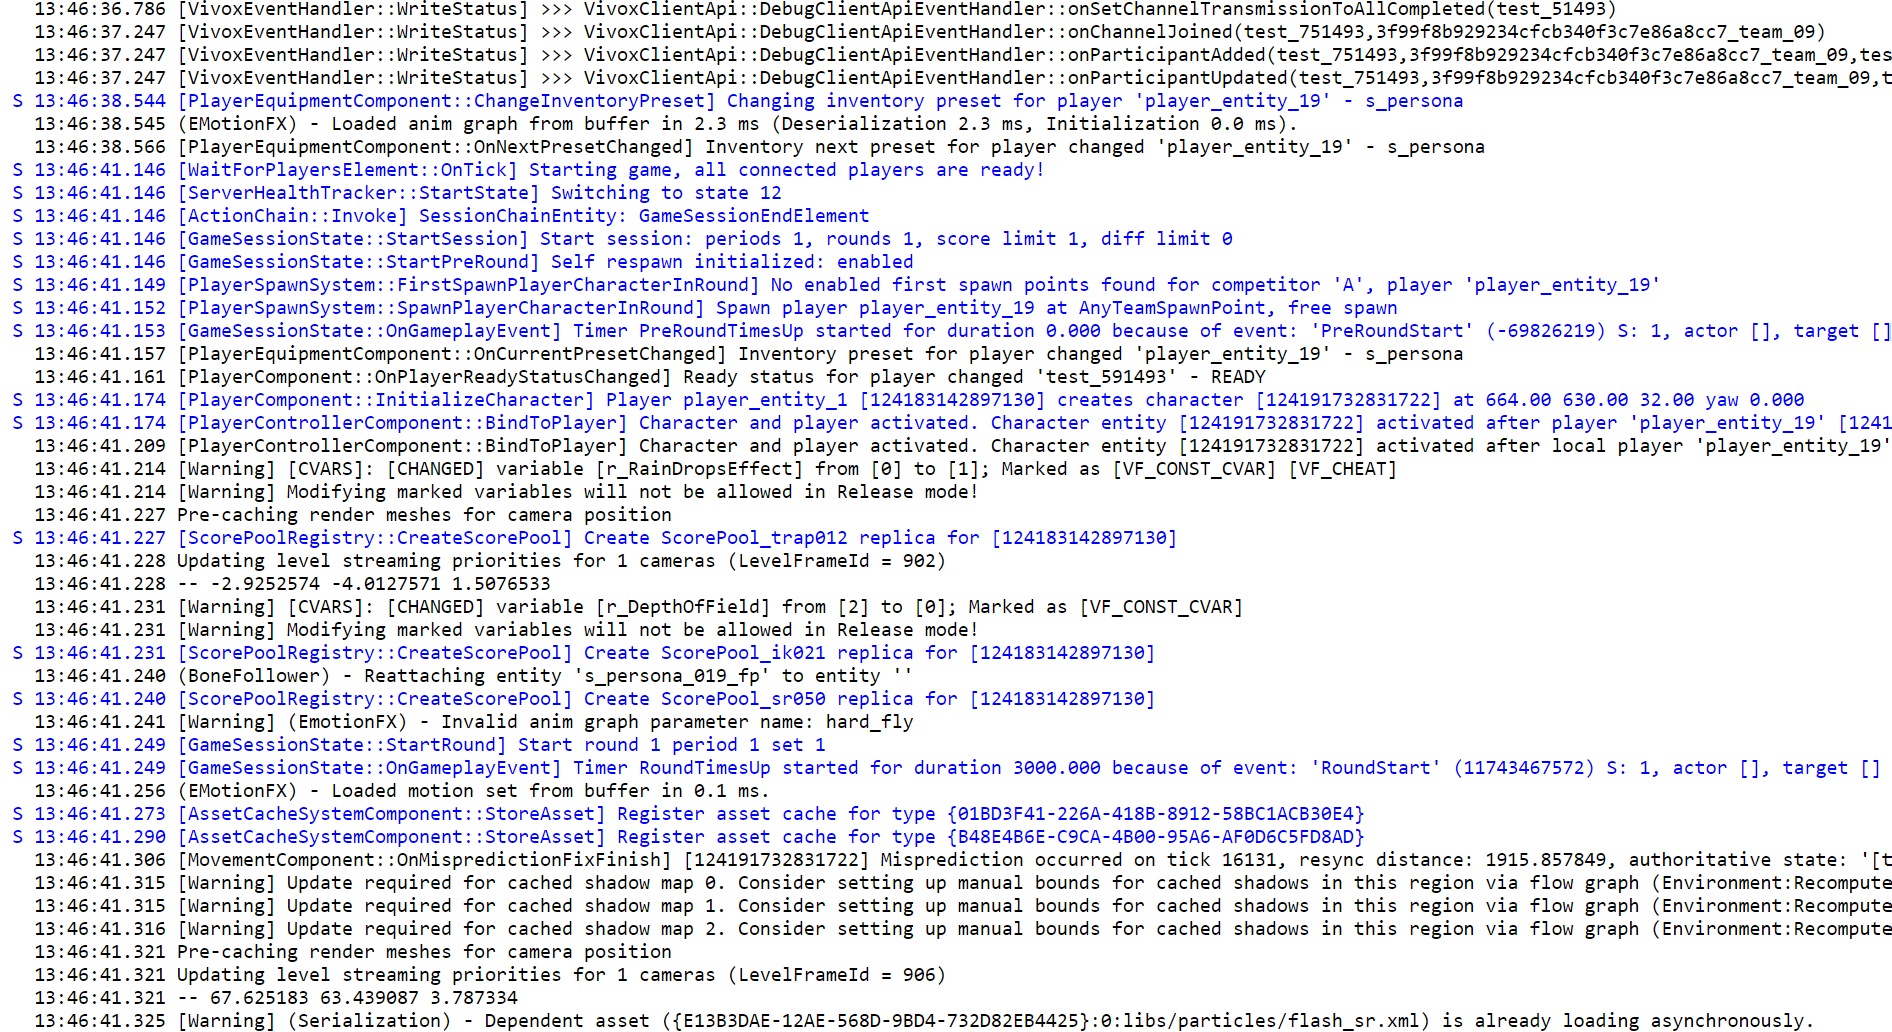 13:46:36.786 [VivoxEventHandler::WriteStatus] >>> VivoxClientApi::DebugClientApiEventHandler::onSetChannelTransmissionToAllCompleted(test_51493)
13:46:37.247 [VivoxEventHandler::WriteStatus] >>> VivoxClientApi::DebugClientApiEventHandler::onChannelJoined(test_751493,3f99f8b929234cfcb340f3c7e86a8cc7_team_09)
13:46:37.247 [VivoxEventHandler::WriteStatus] >>> VivoxClientApi::DebugClientApiEventHandler::onParticipantAdded(test_751493,3f99f8b929234cfcb340f3c7e86a8cc7_team_09,tes
13:46:37.247 [VivoxEventHandler::WriteStatus] >>> VivoxClientApi::DebugClientApiEventHandler::onParticipantUpdated(test_751493,3f99f8b929234cfcb340f3c7e86a8cc7_team_09,t
S 13:46:38.544 [PlayerEquipmentComponent::ChangeInventoryPreset] Changing inventory preset for player 'player_entity_19' - s_persona
13:46:38.545 (EMotionFX) - Loaded anim graph from buffer in 2.3 ms (Deserialization 2.3 ms, Initialization 0.0 ms).
13:46:38.566 [PlayerEquipmentComponent::OnNextPresetChanged] Inventory next preset for player changed 'player_entity_19' - s_persona
S 13:46:41.146 [WaitForPlayersElement::OnTick] Starting game, all connected players are ready!
S 13:46:41.146 [ServerHealthTracker::StartState] Switching to state 12
S 13:46:41.146 [ActionChain::Invoke] SessionChainEntity: GameSessionEndElement
S 13:46:41.146 [GameSessionState::StartSession] Start session: periods 1, rounds 1, score limit 1, diff limit 0
S 13:46:41.146 [GameSessionState::StartPreRound] Self respawn initialized: enabled
S 13:46:41.149 [PlayerSpawnSystem::FirstSpawnPlayerCharacterInRound] No enabled first spawn points found for competitor 'A', player 'player_entity_19'
S 13:46:41.152 [PlayerSpawnSystem::SpawnPlayerCharacterInRound] Spawn player player_entity_19 at AnyTeamSpawnPoint, free spawn
S 13:46:41.153 [GameSessionState::OnGameplayEvent] Timer PreRoundTimesUp started for duration 0.000 because of event: 'PreRoundStart' (-69826219) S: 1, actor [], target []
13:46:41.157 [PlayerEquipmentComponent::OnCurrentPresetChanged] Inventory preset for player changed 'player_entity_19' - s_persona
13:46:41.161 [PlayerComponent::OnPlayerReadyStatusChanged] Ready status for player changed 'test_591493' - READY
S 13:46:41.174 [PlayerComponent::InitializeCharacter] Player player_entity_1 [124183142897130] creates character [124191732831722] at 664.00 630.00 32.00 yaw 0.000
S 13:46:41.174 [PlayerControllerComponent::BindToPlayer] Character and player activated. Character entity [124191732831722] activated after player 'player_entity_19' [1241
13:46:41.209 [PlayerControllerComponent::BindToPlayer] Character and player activated. Character entity [124191732831722] activated after local player 'player_entity_19'
13:46:41.214 [Warning] [CVARS]: [CHANGED] variable [r_RainDropsEffect] from [0] to [1]; Marked as [VF_CONST_CVAR] [VF_CHEAT]
13:46:41.214 [Warning] Modifying marked variables will not be allowed in Release mode!
13:46:41.227 Pre-caching render meshes for camera position
S 13:46:41.227 [ScorePoolRegistry::CreateScorePool] Create ScorePool_trap012 replica for [124183142897130]
13:46:41.228 Updating level streaming priorities for 1 cameras (LevelFrameId = 902)
13:46:41.228 -- -2.9252574 -4.0127571 1.5076533
13:46:41.231 [Warning] [CVARS]: [CHANGED] variable [r_DepthOfField] from [2] to [0]; Marked as [VF_CONST_CVAR]
13:46:41.231 [Warning] Modifying marked variables will not be allowed in Release mode!
S 13:46:41.231 [ScorePoolRegistry::CreateScorePool] Create ScorePool_ik021 replica for [124183142897130]
13:46:41.240 (BoneFollower) - Reattaching entity 's_persona_019_fp' to entity ''
S 13:46:41.240 [ScorePoolRegistry::CreateScorePool] Create ScorePool_sr050 replica for [124183142897130]
13:46:41.241 [Warning] (EmotionFX) - Invalid anim graph parameter name: hard_fly
S 13:46:41.249 [GameSessionState::StartRound] Start round 1 period 1 set 1
S 13:46:41.249 [GameSessionState::OnGameplayEvent] Timer RoundTimesUp started for duration 3000.000 because of event: 'RoundStart' (11743467572) S: 1, actor [], target []
13:46:41.256 (EMotionFX) - Loaded motion set from buffer in 0.1 ms.
S 13:46:41.273 [AssetCacheSystemComponent::StoreAsset] Register asset cache for type {01BD3F41-226A-418B-8912-58BC1ACB30E4}
S 13:46:41.290 [AssetCacheSystemComponent::StoreAsset] Register asset cache for type {B48E4B6E-C9CA-4B00-95A6-AF0D6C5FD8AD}
13:46:41.306 [MovementComponent::OnMispredictionFixFinish] [124191732831722] Misprediction occurred on tick 16131, resync distance: 1915.857849, authoritative state: '[t
13:46:41.315 [Warning] Update required for cached shadow map 0. Consider setting up manual bounds for cached shadows in this region via flow graph (Environment:Recompute
13:46:41.315 [Warning] Update required for cached shadow map 1. Consider setting up manual bounds for cached shadows in this region via flow graph (Environment:Recompute
13:46:41.316 [Warning] Update required for cached shadow map 2. Consider setting up manual bounds for cached shadows in this region via flow graph (Environment:Recompute
13:46:41.321 Pre-caching render meshes for camera position
13:46:41.321 Updating level streaming priorities for 1 cameras (LevelFrameId = 906)
13:46:41.321 -- 67.625183 63.439087 3.787334
13:46:41.325 [Warning] (Serialization) - Dependent asset ({E13B3DAE-12AE-568D-9BD4-732D82EB4425}:0:libs/particles/flash_sr.xml) is already loading asynchronously.